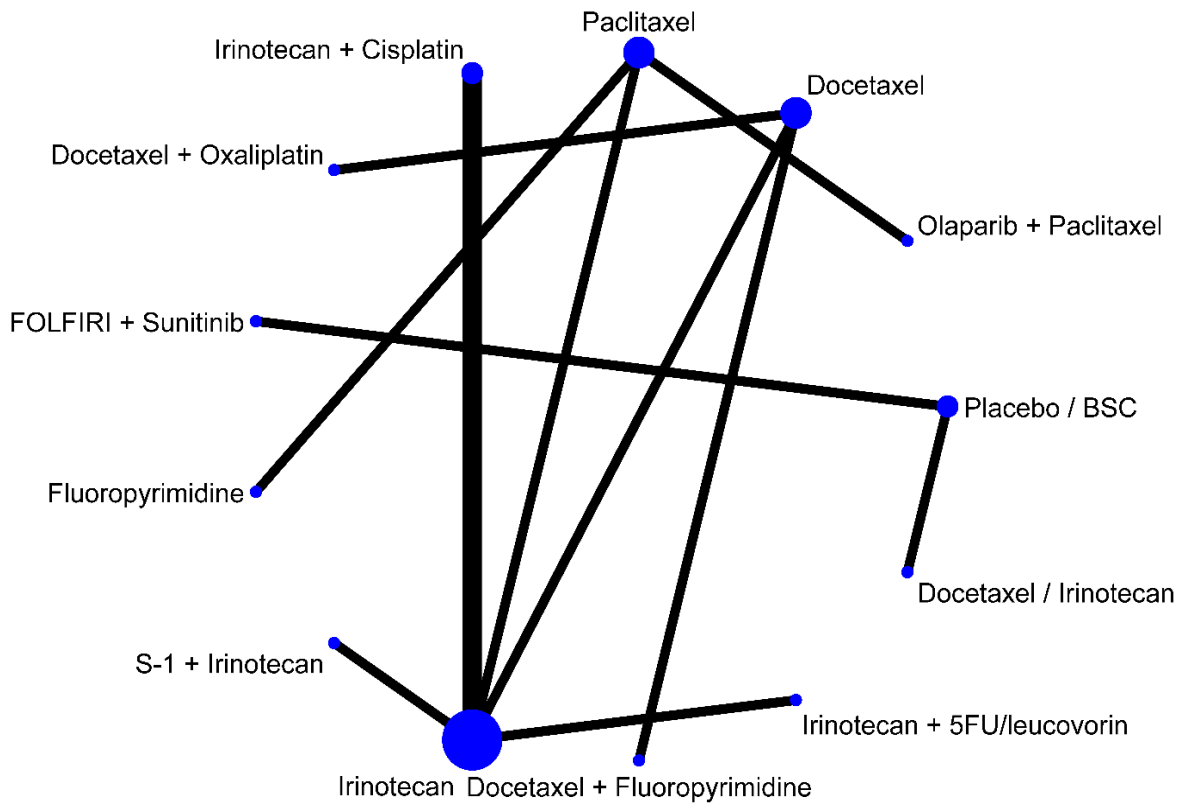 Paclitaxel
Irinotecan + Cisplatin
Docetaxel
Docetaxel + Oxaliplatin
Olaparib + Paclitaxel
FOLFIRI + Sunitinib
Placebo / BSC
Fluoropyrimidine
Docetaxel / Irinotecan
S-1 + Irinotecan
Irinotecan + 5FU/leucovorin
Irinotecan
Docetaxel + Fluoropyrimidine